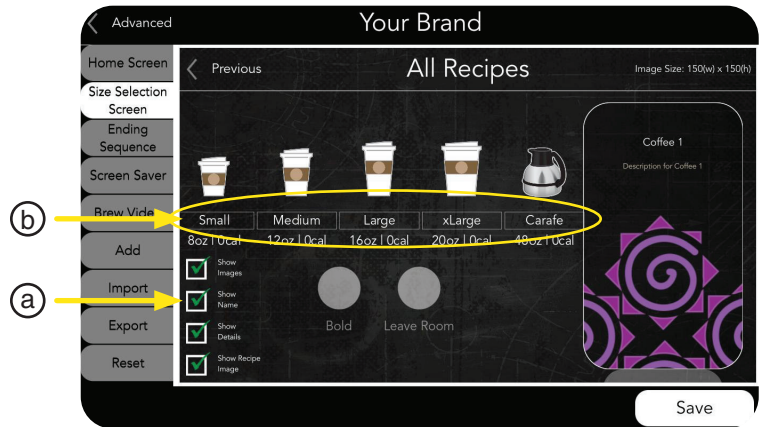 Advanced
Your Brand
Home Screen
Size Selection
Screen
Ending
Sequence
Screen Saver
Brew Video
Add
Import
Export
Reset
Previous
All Recipes
Image Size: 150(w) x 150(h)
Small Medium Large xLarge Carafe
8oz | 0cal 12oz | 0cal 16oz | 0cal 20oz | 0cal 48oz | 0cal
Show
Images
Show
Name
Show
Details
Show Recipe
Image
Bold Leave Room
Coffee 1
Description for Coffee 1
Save
b
a